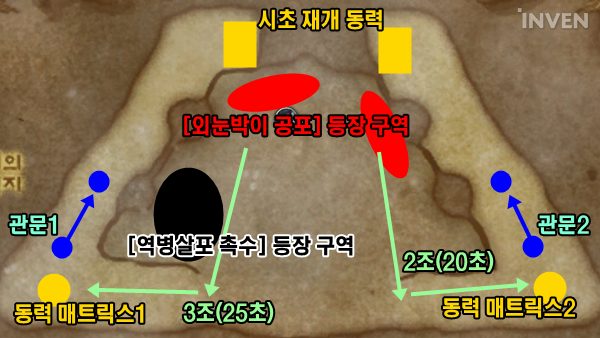 시초 재개 동력
INVEN
[외눈박이 공포] 등장 구역
의
지
관문1
관문2
[역병살포 촉수] 등장 구역
2조(20초)
동력 매트릭스1
3조(25초)
동력 매트릭스2